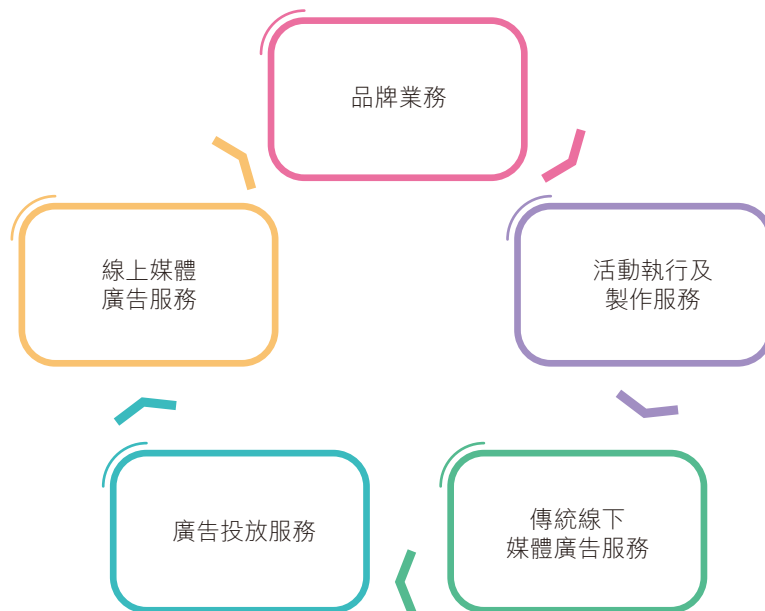 品牌業務
線上媒體
廣告服務
活動執行及
製作服務
廣告投放服務
傳統線下
媒體廣告服務